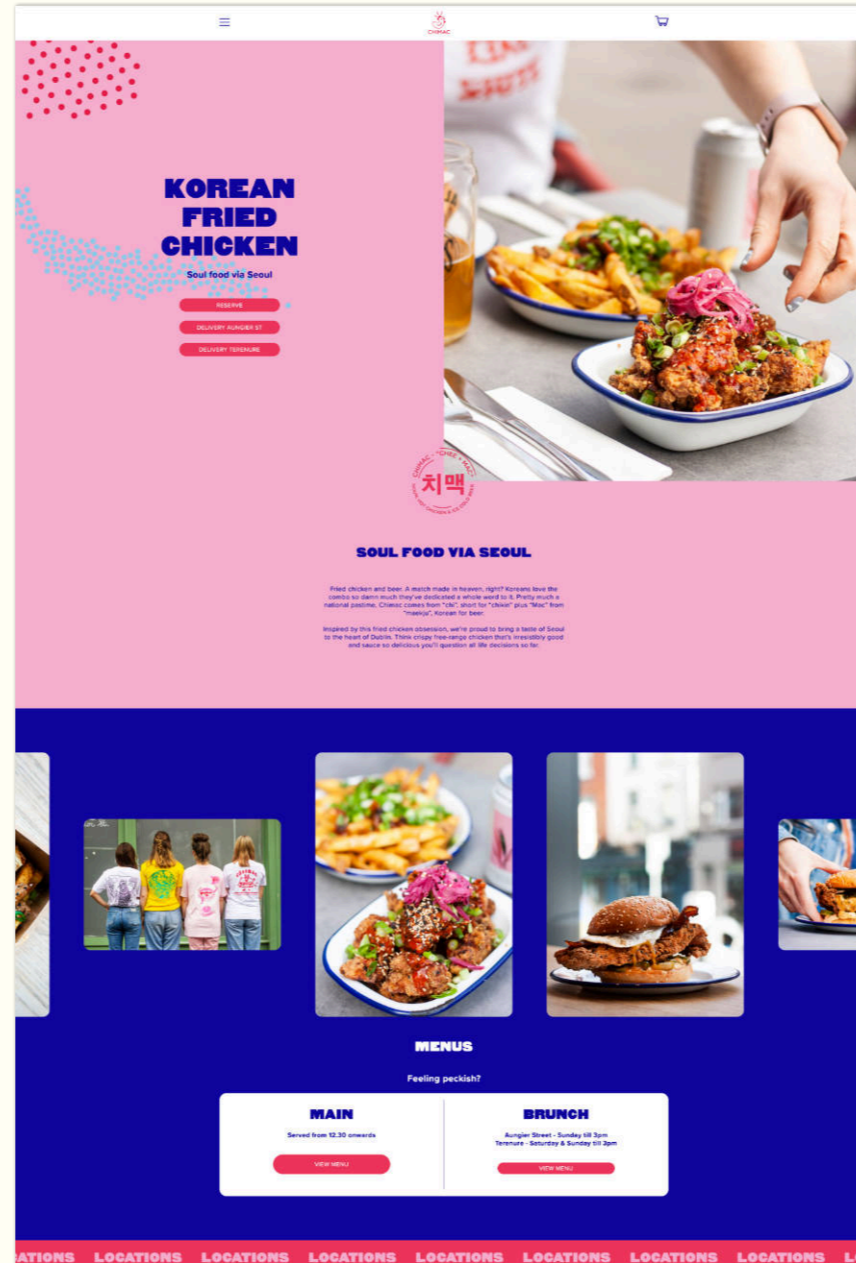 CHIMAC
KOREAN
FRIED
CHICKEN
Soul food via Seoul
RESERVE
DELIVERY AUNGIER ST
DELIVERY TERENURE
CHIMAC - "CHEE + MAC"
치맥
SOUL FOOD VIA SEOUL
Fried chicken and beer. A match made in heaven, right? Koreans love the
combo so damn much they've dedicated a whole word to it. Pretty much a
national pastime, Chimac comes from "chi", short for "chikin" plus "Mac" from
"maekju", Korean for beer.
Inspired by this fried chicken obsession, we're proud to bring a taste of Seoul
to the heart of Dublin. Think crispy free-range chicken that's irresistibly good
and sauce so delicious you'll question all life decisions so far.
MENUS
Feeling peckish?
MAIN
Served from 12.30 onwards
VIEW MENU
BRUNCH
Aungier Street - Sunday till 3pm
Terenure - Saturday & Sunday till 2pm
VIEW MENU
CATIONS LOCATIONS LOCATIONS LOCATIONS LOCATIONS LOCATIONS LOCATIONS LOCATIONS